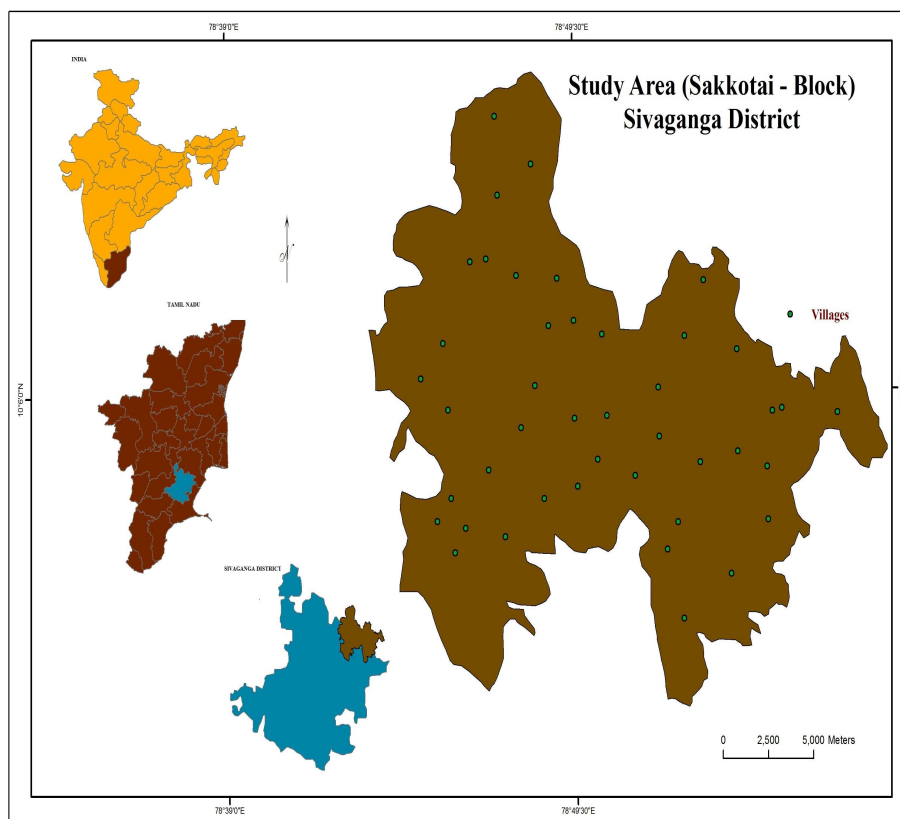 78°39'0"E 78°49'30"E
INDIA
Study Area (Sakkotai - Block)
Sivaganga District
N
TAMIL NADU
Villages
10°6'0"N
SIVAGANGA DISTRICT
0 2,500 5,000 Meters
78°39'0"E 78°49'30"E